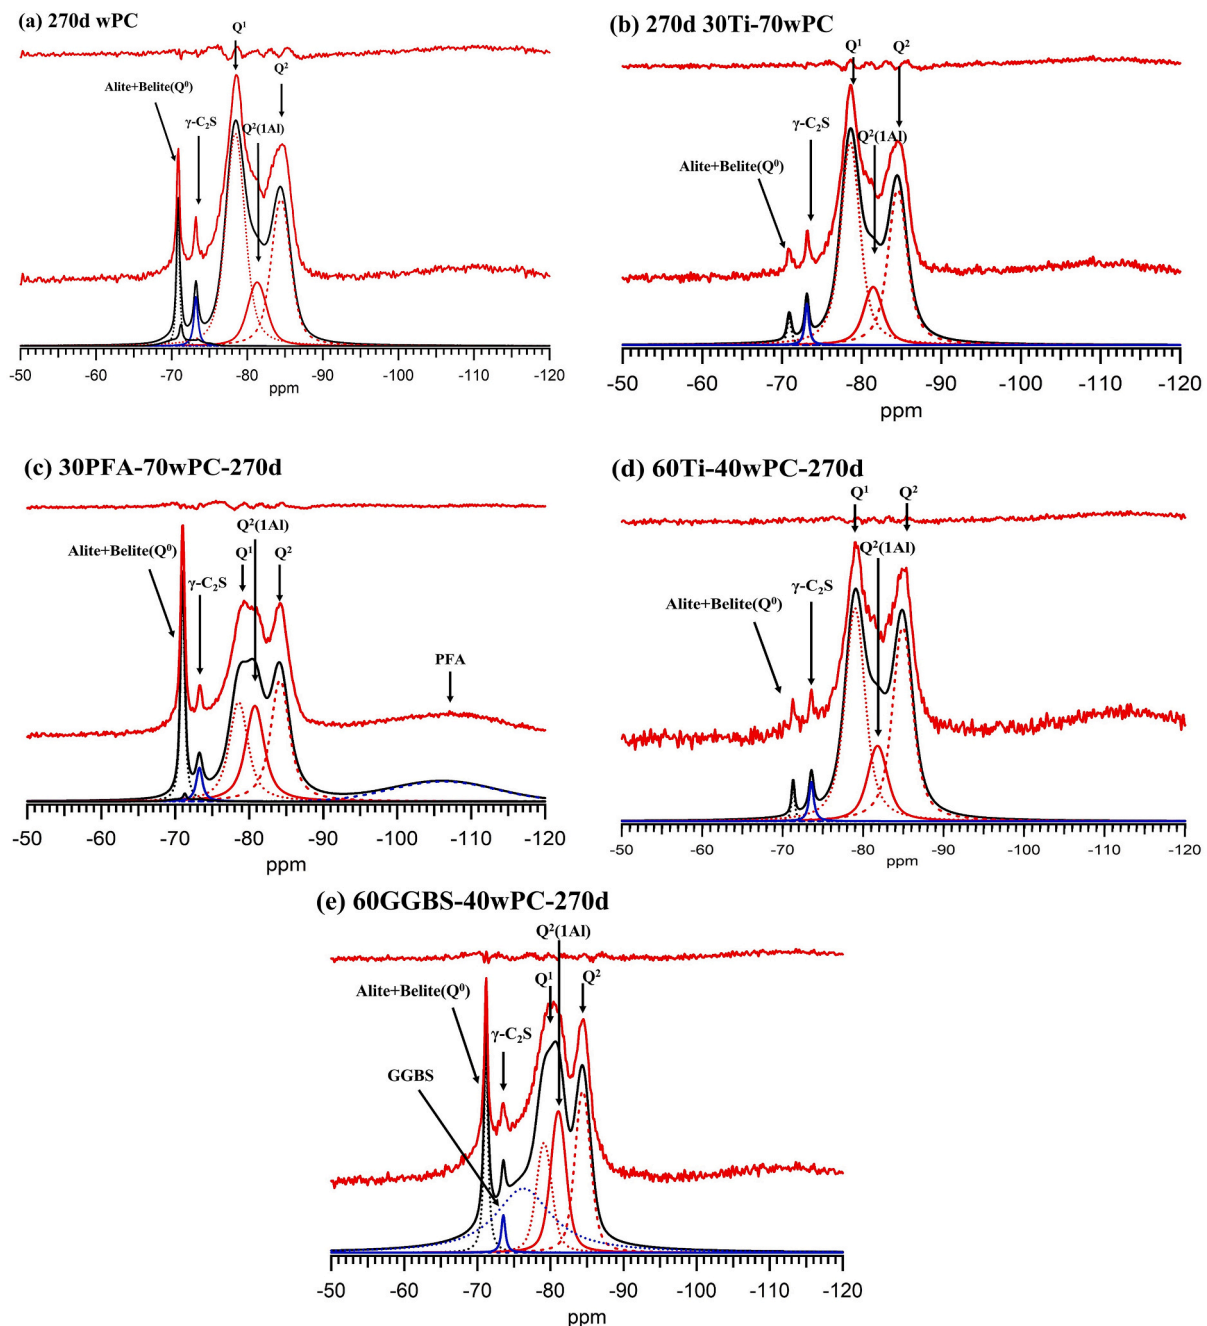 (a) 270d wPC
Q¹
Q²
Alite+Belite(Q⁰)
γ-C₂S
Q²(1Al)
-50 -60 -70 -80 -90 -100 -110 -120
ppm
(b) 270d 30Ti-70wPC
Q¹
Q²
γ-C₂S
Q²(1Al)
Alite+Belite(Q⁰)
-50 -60 -70 -80 -90 -100 -110 -120
ppm
(c) 30PFA-70wPC-270d
Q²(1Al)
Alite+Belite(Q⁰)
Q¹
Q²
γ-C₂S
PFA
-50 -60 -70 -80 -90 -100 -110 -120
ppm
(d) 60Ti-40wPC-270d
Q¹
Q²
Q²(1Al)
γ-C₂S
Alite+Belite(Q⁰)
-50 -60 -70 -80 -90 -100 -110 -120
ppm
(e) 60GGBS-40wPC-270d
Q²(1Al)
Q¹
Q²
Alite+Belite(Q⁰)
γ-C₂S
GGBS
-50 -60 -70 -80 -90 -100 -110 -120
ppm